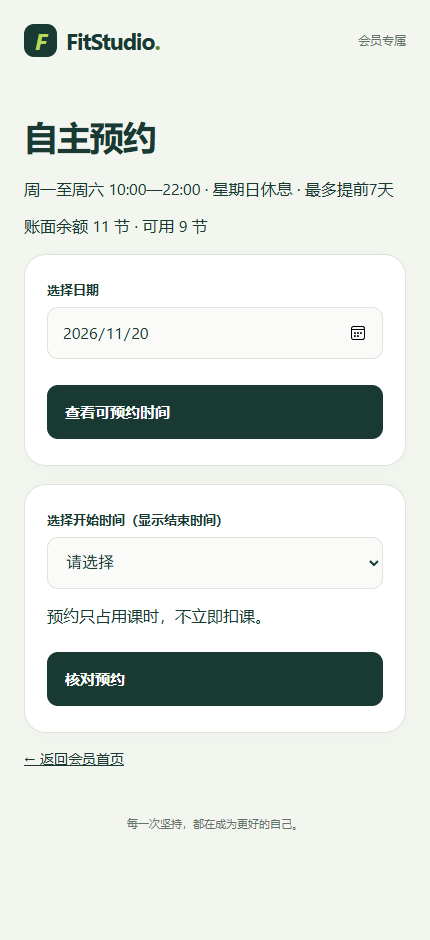 F FitStudio.
会员专属
自主预约
周一至周六 10:00—22:00 · 星期日休息 · 最多提前7天
账面余额 11 节 · 可用 9 节
选择日期
2026/11/20
查看可预约时间
选择开始时间（显示结束时间）
请选择
预约只占用课时，不立即扣课。
核对预约
← 返回会员首页
每一次坚持，都在成为更好的自己。